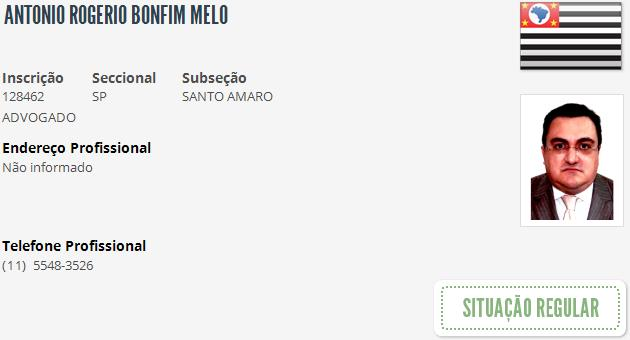 ANTONIO ROGERIO BONFIM MELO
Inscrição Seccional Subseção
128462 SP SANTO AMARO
ADVOGADO
Endereço Profissional
Não informado
Telefone Profissional
(11) 5548-3526
SITUAÇÃO REGULAR